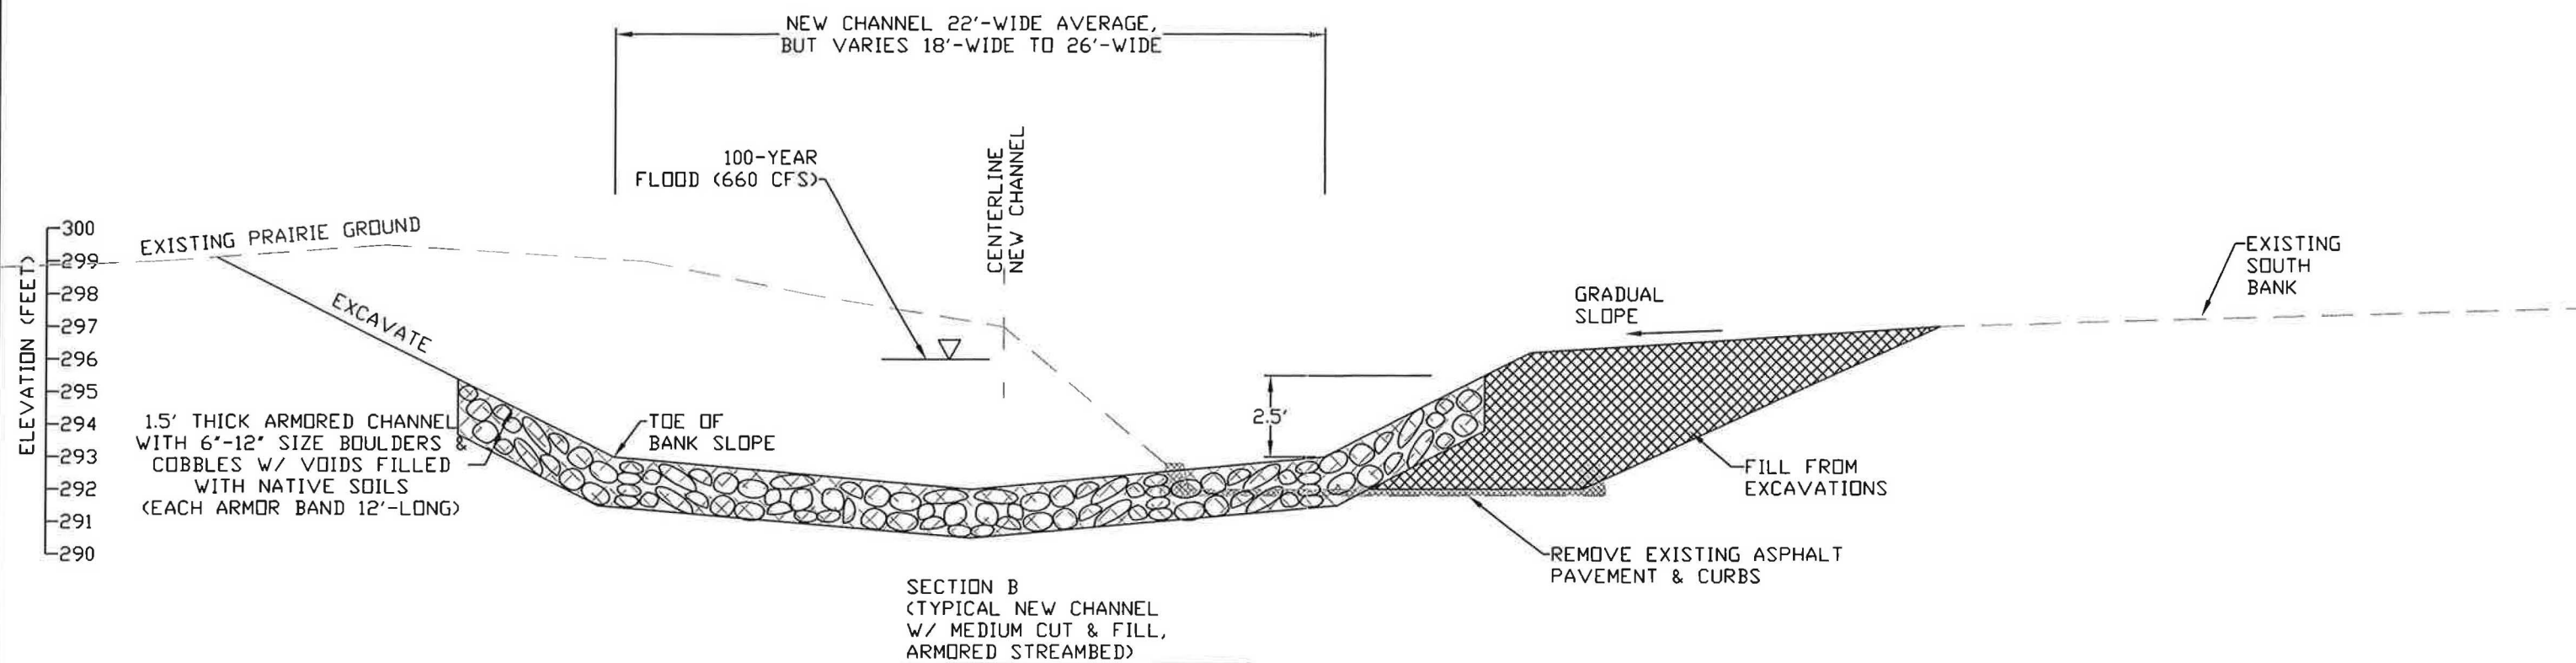 NEW CHANNEL 22'-WIDE AVERAGE,
BUT VARIES 18'-WIDE TO 26'-WIDE
100-YEAR
FLOOD (660 CFS)
CENTERLINE
NEW CHANNEL
ELEVATION (FEET)
300
299
298
297
296
295
294
293
292
291
290
EXISTING PRAIRIE GROUND
EXCAVATE
1.5' THICK ARMORED CHANNEL
WITH 6"-12" SIZE BOULDERS &
COBBLES W/ VOIDS FILLED
WITH NATIVE SOILS
(EACH ARMOR BAND 12'-LONG)
TOE OF
BANK SLOPE
2.5'
GRADUAL
SLOPE
EXISTING
SOUTH
BANK
FILL FROM
EXCAVATIONS
REMOVE EXISTING ASPHALT
PAVEMENT & CURBS
SECTION B
(TYPICAL NEW CHANNEL
W/ MEDIUM CUT & FILL,
ARMORED STREAMBED)